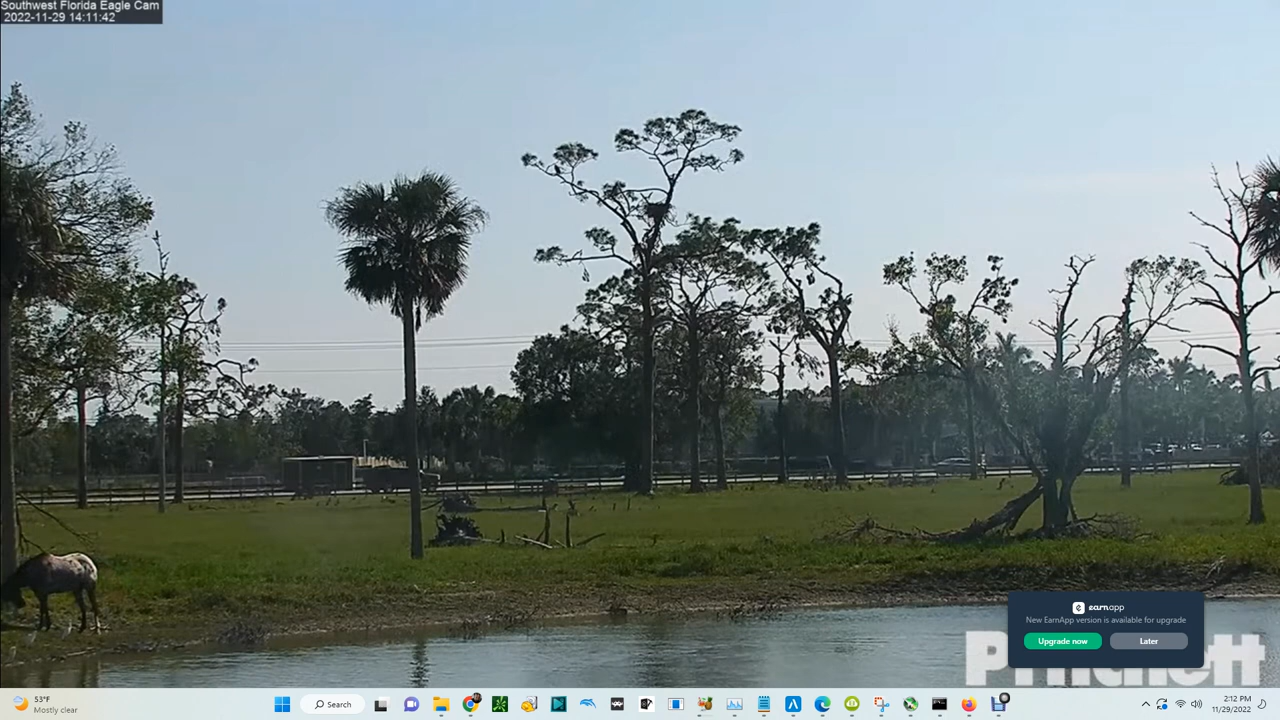 Southwest Florida Eagle Cam
2022-11-29 14:11:42
earnapp
New EarnApp version is available for upgrade
Upgrade now
Later
53°F
Mostly clear
Search
2:12 PM
11/29/2022